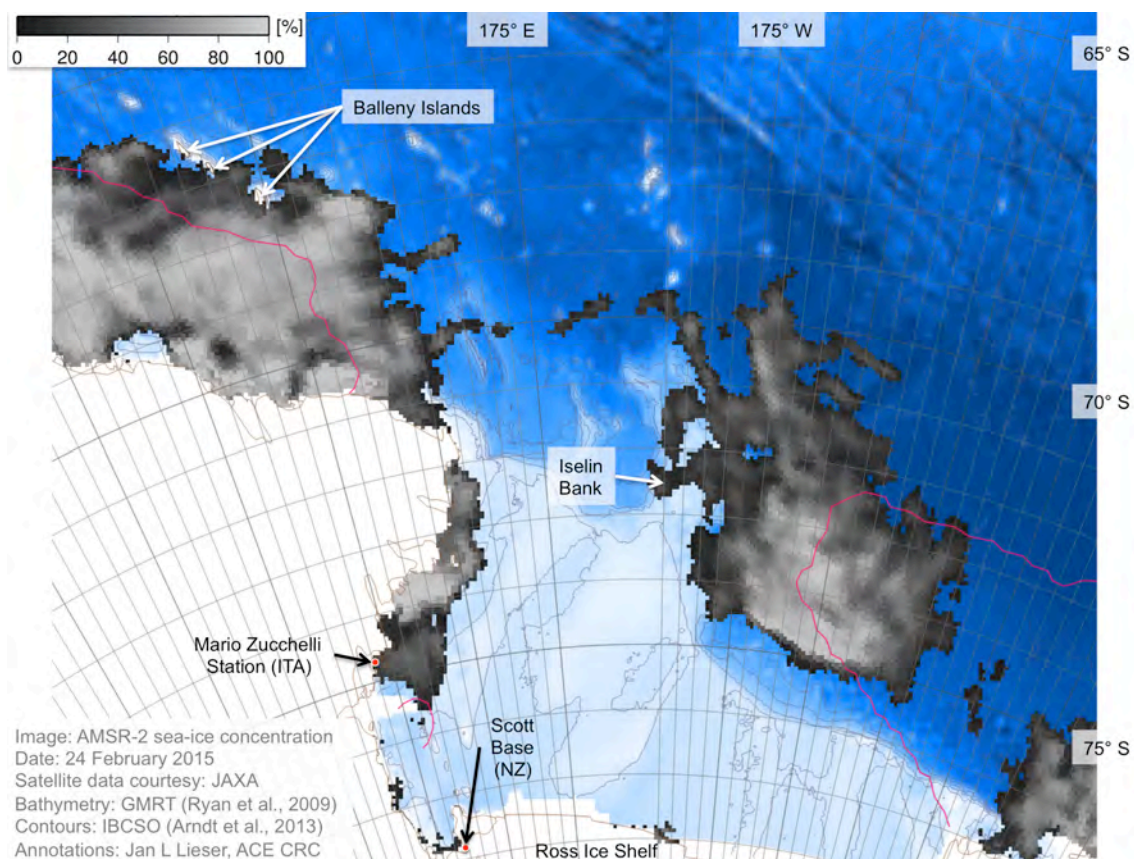 [%]
0 20 40 60 80 100
175° E
175° W
65° S
Balleny Islands
70° S
Iselin
Bank
Mario Zucchelli
Station (ITA)
Scott
Base
(NZ)
75° S
Image: AMSR-2 sea-ice concentration
Date: 24 February 2015
Satellite data courtesy: JAXA
Bathymetry: GMRT (Ryan et al., 2009)
Contours: IBCSO (Arndt et al., 2013)
Annotations: Jan L Lieser, ACE CRC
Ross Ice Shelf